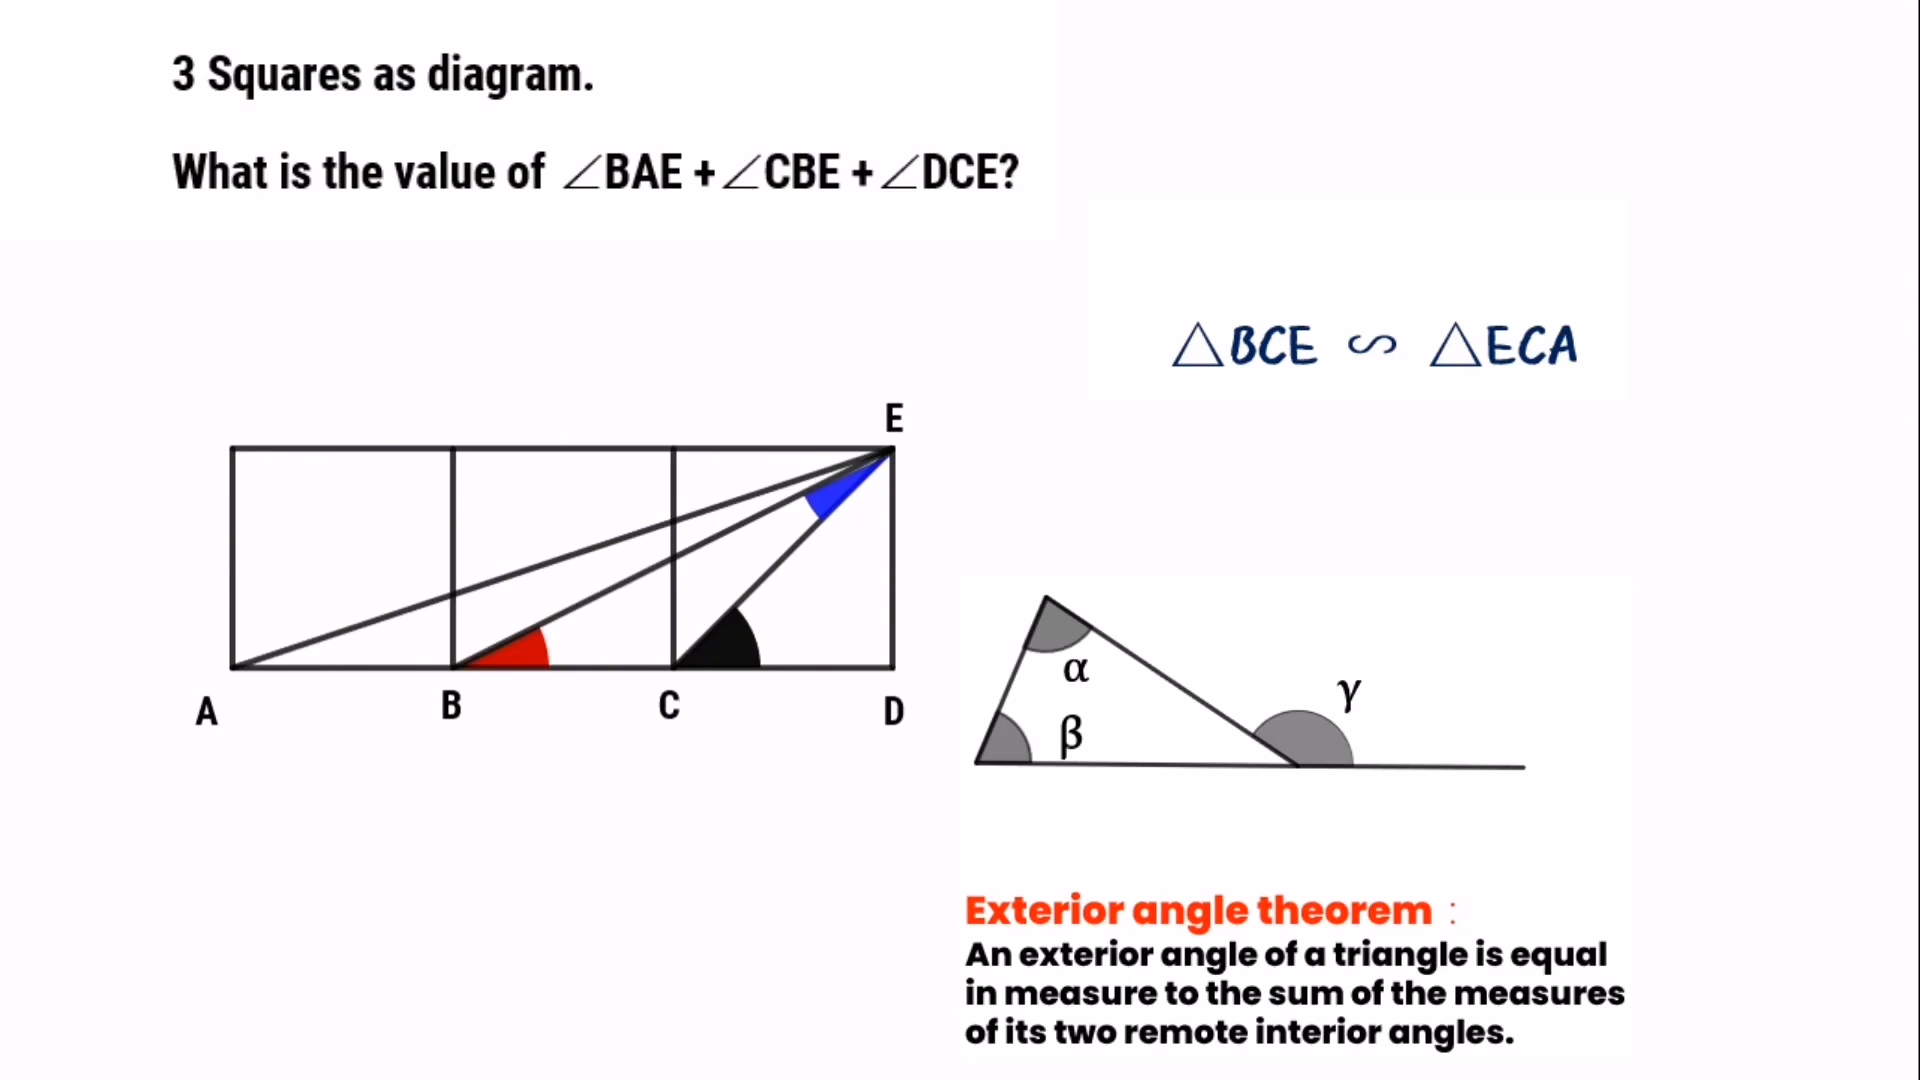 3 Squares as diagram.
What is the value of ∠BAE + ∠CBE + ∠DCE?
△BCE ∽ △ECA
E
A
B
C
D
α
β
γ
Exterior angle theorem :
An exterior angle of a triangle is equal
in measure to the sum of the measures
of its two remote interior angles.